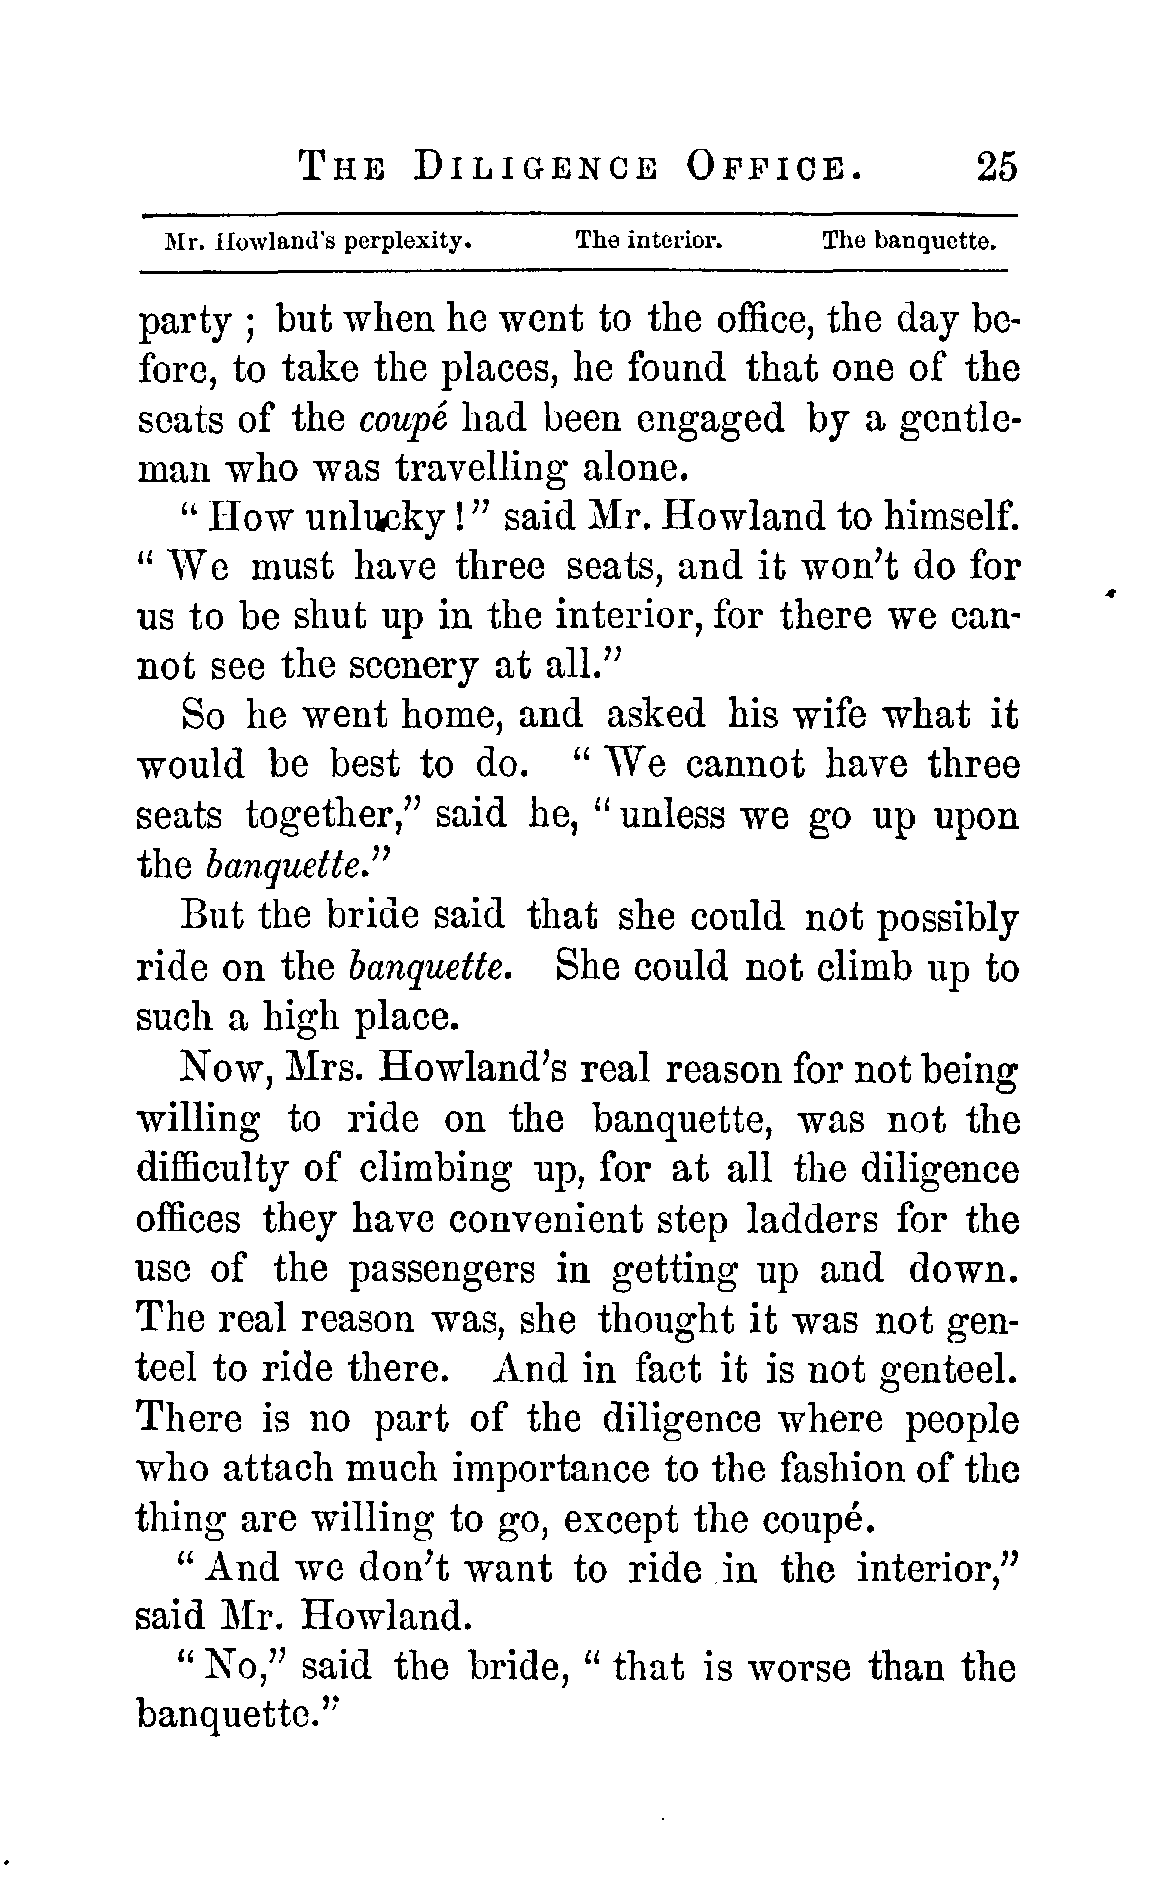 THE DILIGENCE OFFICE. 25
Mr. Howland's perplexity. The interior. The banquette.
party ; but when he went to the office, the day be-
fore, to take the places, he found that one of the
seats of the coupé had been engaged by a gentle-
man who was travelling alone.
" How unlucky !" said Mr. Howland to himself.
" We must have three seats, and it won't do for
us to be shut up in the interior, for there we can-
not see the scenery at all."
So he went home, and asked his wife what it
would be best to do. " We cannot have three
seats together," said he, " unless we go up upon
the banquette."
But the bride said that she could not possibly
ride on the banquette. She could not climb up to
such a high place.
Now, Mrs. Howland's real reason for not being
willing to ride on the banquette, was not the
difficulty of climbing up, for at all the diligence
offices they have convenient step ladders for the
use of the passengers in getting up and down.
The real reason was, she thought it was not gen-
teel to ride there. And in fact it is not genteel.
There is no part of the diligence where people
who attach much importance to the fashion of the
thing are willing to go, except the coupé.
" And we don't want to ride in the interior,"
said Mr. Howland.
" No," said the bride, " that is worse than the
banquette."